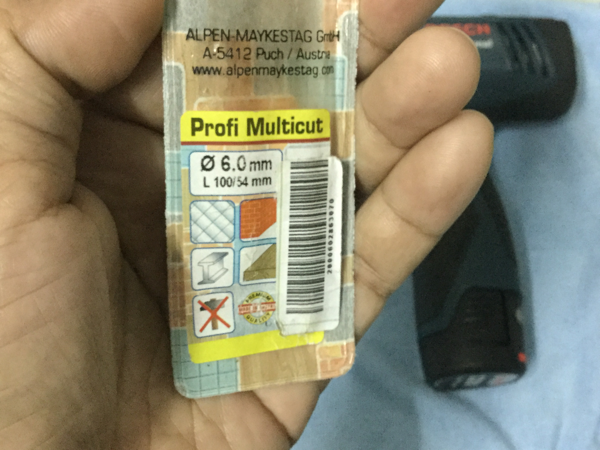 ALPEN-MAYKESTAG GmbH
A-5412 Puch / Austria
www.alpenmaykestag.com
Profi Multicut
Ø 6.0 mm
L 100/54 mm